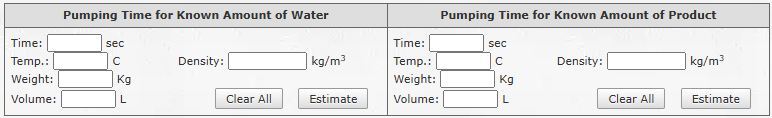 Pumping Time for Known Amount of Water
Time: sec
Temp.: C Density: kg/m³
Weight: Kg
Volume: L Clear All Estimate
Pumping Time for Known Amount of Product
Time: sec
Temp.: C Density: kg/m³
Weight: Kg
Volume: L Clear All Estimate